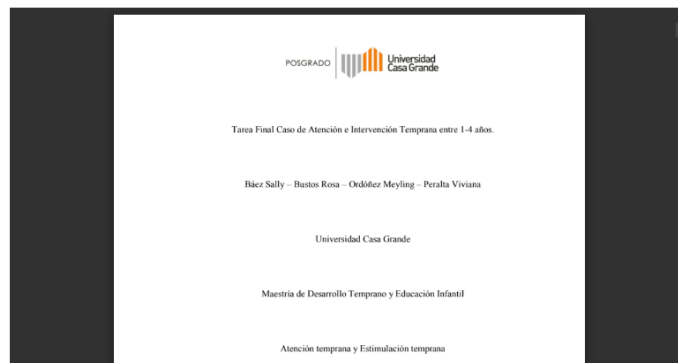 POSGRADO
Universidad
Casa Grande
Tarea Final Caso de Atención e Intervención Temprana entre 1-4 años.
Báez Sally – Bustos Rosa – Ordóñez Meyling – Peralta Viviana
Universidad Casa Grande
Maestría de Desarrollo Temprano y Educación Infantil
Atención temprana y Estimulación temprana